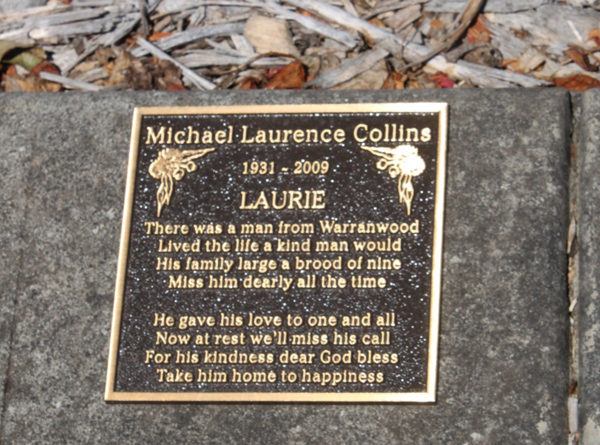 Michael Laurence Collins
1931 ~ 2009
LAURIE
There was a man from Warranwood
Lived the life a kind man would
His family large a brood of nine
Miss him dearly all the time
He gave his love to one and all
Now at rest we'll miss his call
For his kindness dear God bless
Take him home to happiness